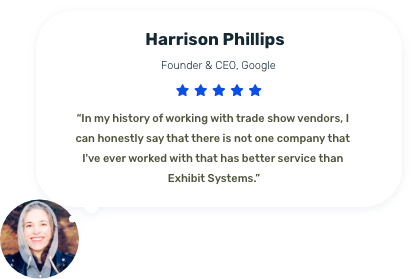 Harrison Phillips
Founder & CEO, Google
“In my history of working with trade show vendors, I
can honestly say that there is not one company that
I've ever worked with that has better service than
Exhibit Systems.”